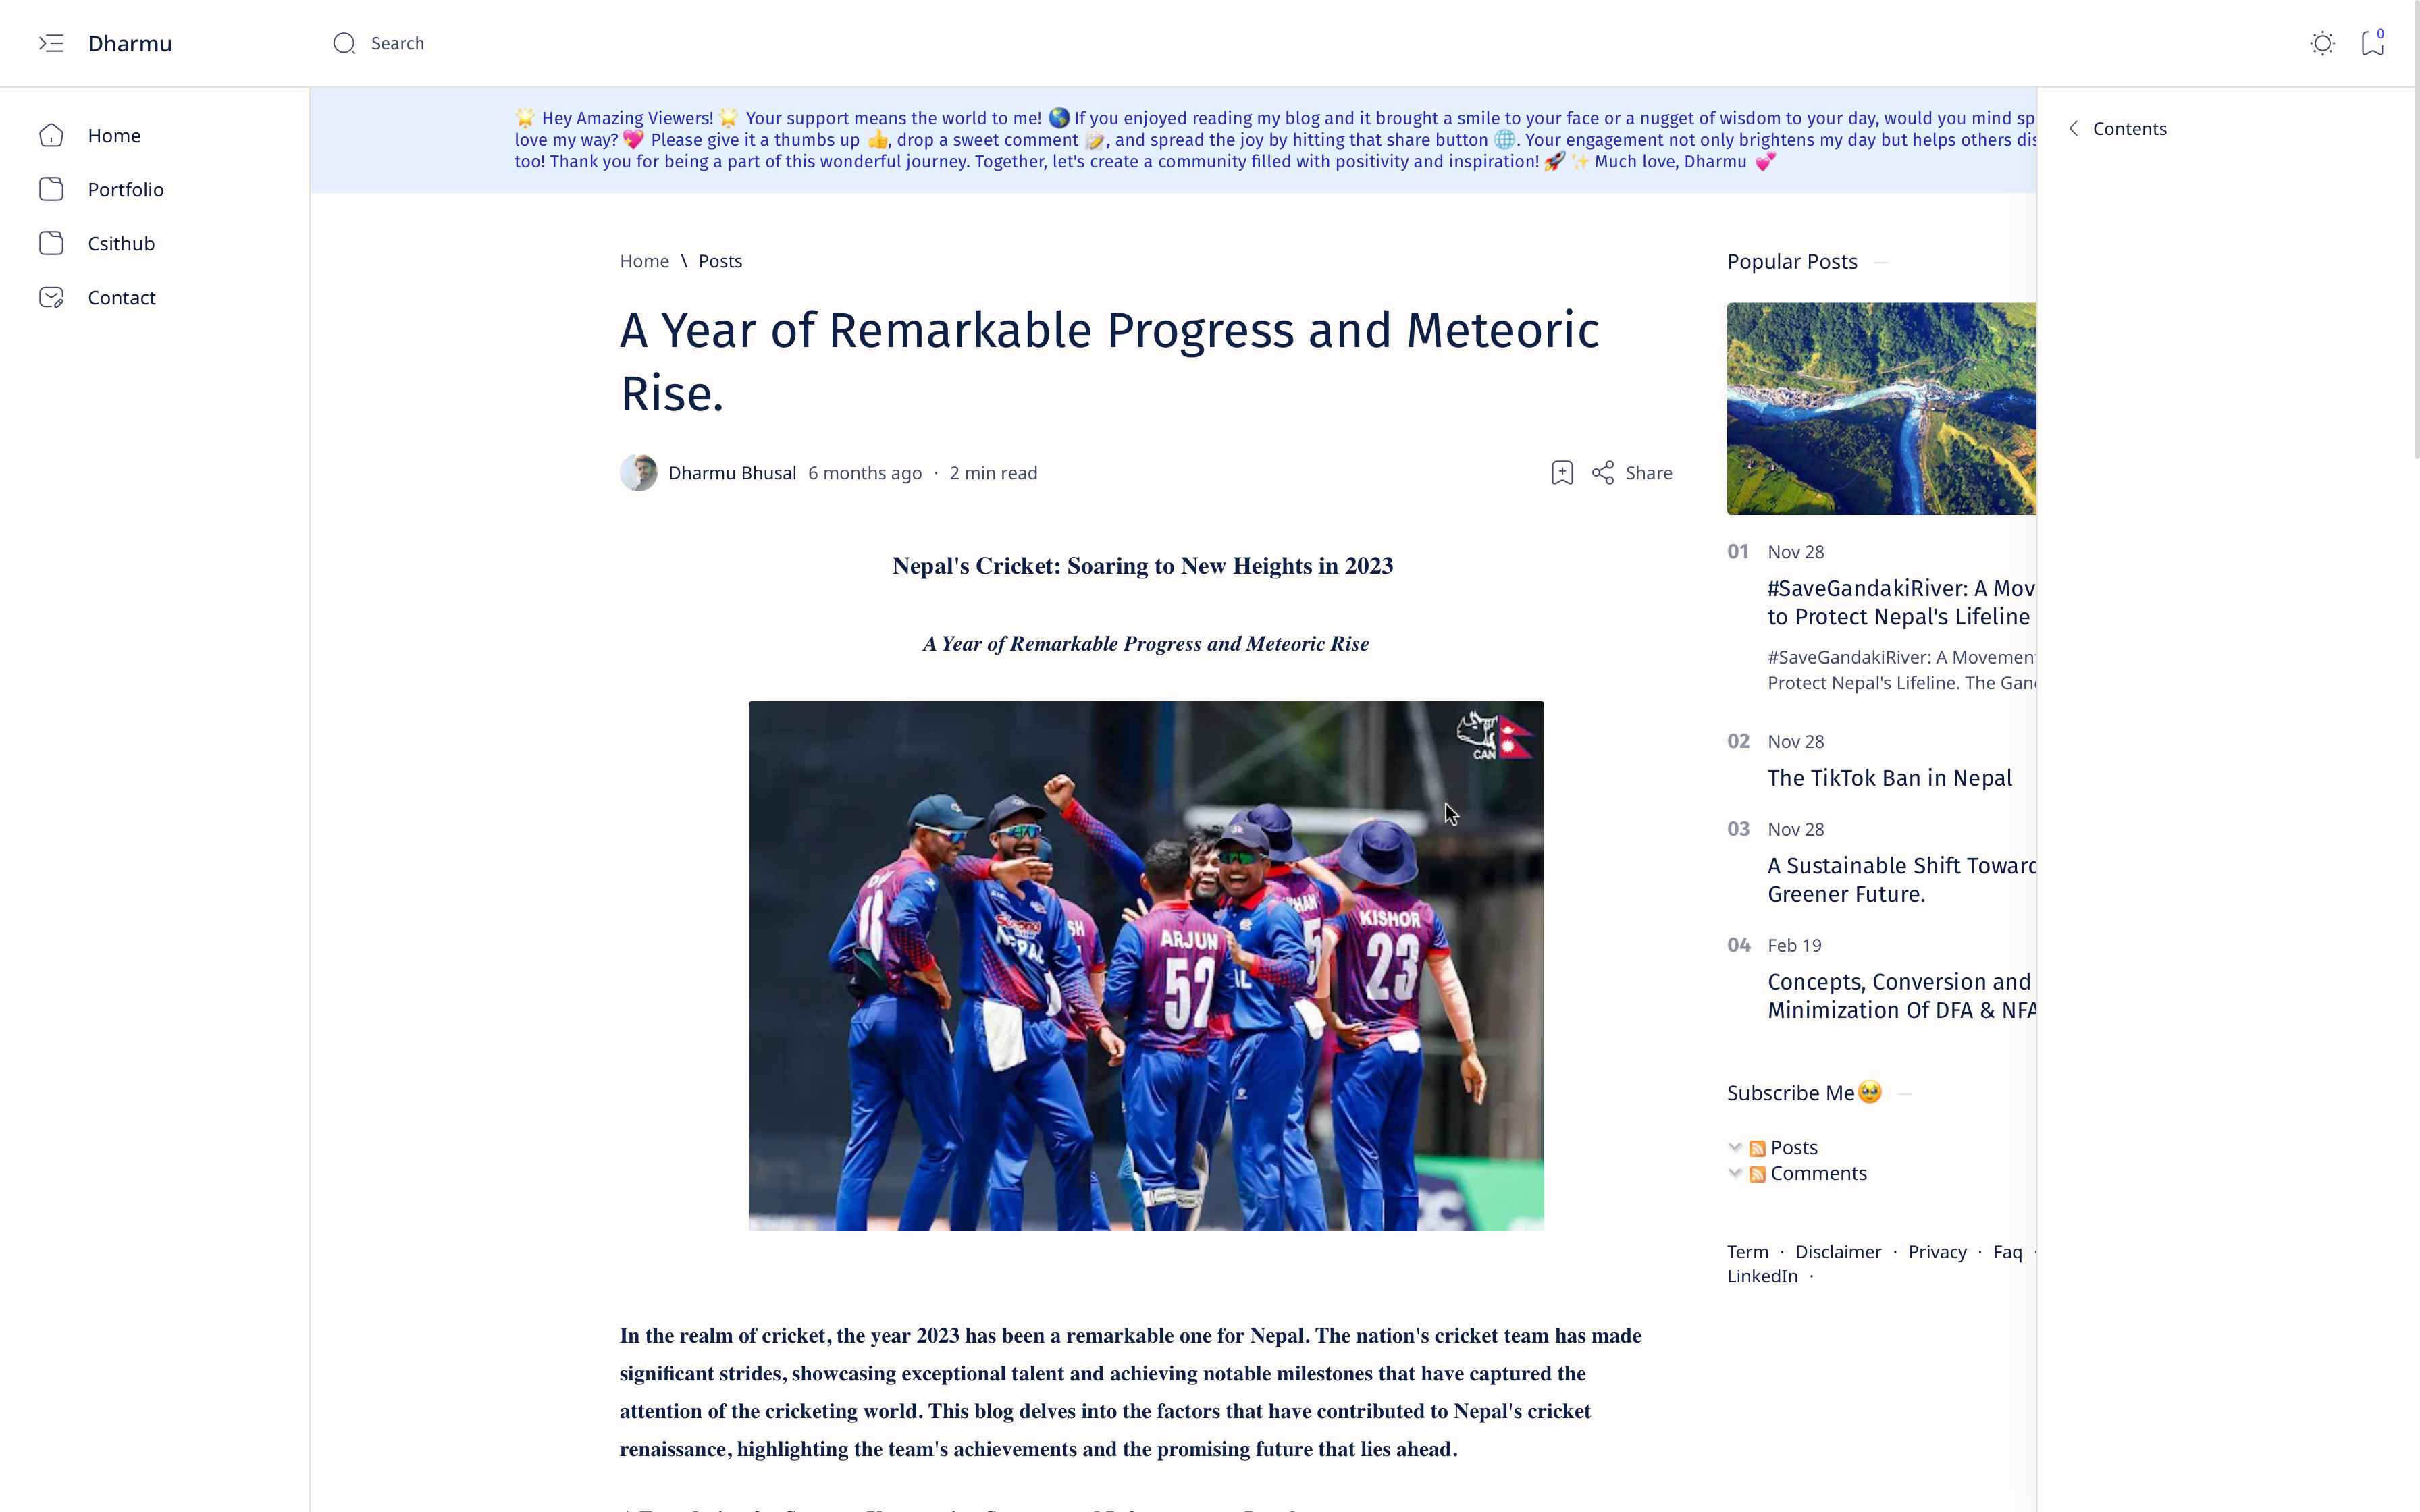 Dharmu
Search
0
Home
Portfolio
Csithub
Contact
🌟 Hey Amazing Viewers! 🌟 Your support means the world to me! 🌎 If you enjoyed reading my blog and it brought a smile to your face or a nugget of wisdom to your day, would you mind sp
love my way? 💖 Please give it a thumbs up 👍, drop a sweet comment 📝, and spread the joy by hitting that share button 🌐. Your engagement not only brightens my day but helps others dis
too! Thank you for being a part of this wonderful journey. Together, let's create a community filled with positivity and inspiration! 🚀 ✨ Much love, Dharmu 💕
Contents
Home \ Posts
A Year of Remarkable Progress and Meteoric
Rise.
Dharmu Bhusal 6 months ago · 2 min read
Share
Nepal's Cricket: Soaring to New Heights in 2023
A Year of Remarkable Progress and Meteoric Rise
CAN
NEPAL
SH
ARJUN
52
KISHOR
23
In the realm of cricket, the year 2023 has been a remarkable one for Nepal. The nation's cricket team has made
significant strides, showcasing exceptional talent and achieving notable milestones that have captured the
attention of the cricketing world. This blog delves into the factors that have contributed to Nepal's cricket
renaissance, highlighting the team's achievements and the promising future that lies ahead.
Popular Posts
01 Nov 28
#SaveGandakiRiver: A Mov
to Protect Nepal's Lifeline
#SaveGandakiRiver: A Movement
Protect Nepal's Lifeline. The Gan
02 Nov 28
The TikTok Ban in Nepal
03 Nov 28
A Sustainable Shift Toward
Greener Future.
04 Feb 19
Concepts, Conversion and
Minimization Of DFA & NFA
Subscribe Me🥹
Posts
Comments
Term · Disclaimer · Privacy · Faq ·
LinkedIn ·